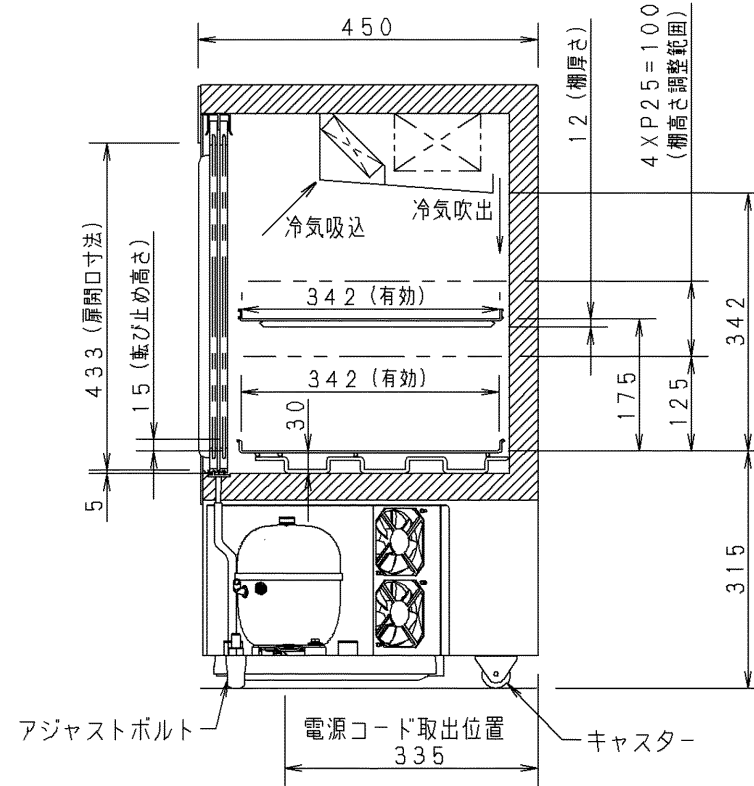 450
12 (棚厚さ)
4XP25=100
(棚高さ調整範囲)
冷気吸込
冷気吹出
433 (扉開口寸法)
15 (転び止め高さ)
342 (有効)
342 (有効)
30
175
125
342
5
315
アジャストボルト
電源コード取出位置
335
キャスター